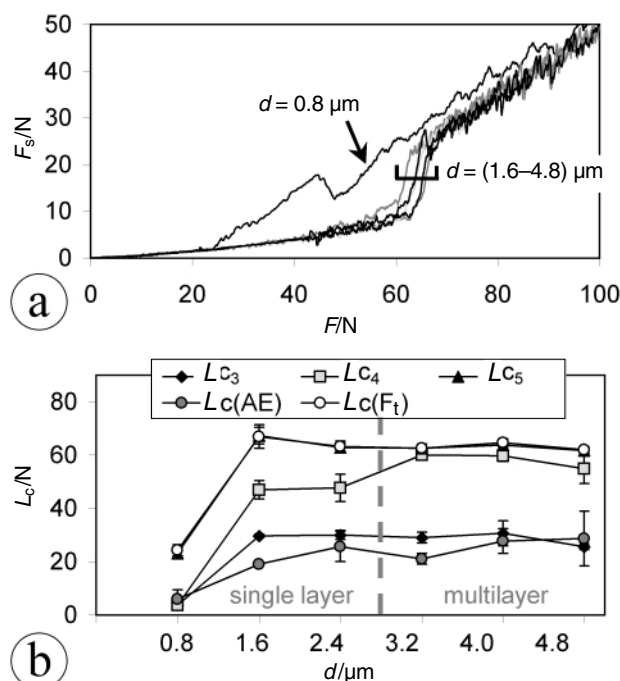 50
40
30
20
10
0
Fs/N
d = 0.8 µm
d = (1.6–4.8) µm
0 20 40 60 80 100
F/N
a
Lc3 Lc4 Lc5
Lc(AE) Lc(Ft)
80
60
40
20
0
Lc/N
single layer multilayer
0.8 1.6 2.4 3.2 4.2 4.8
d/µm
b